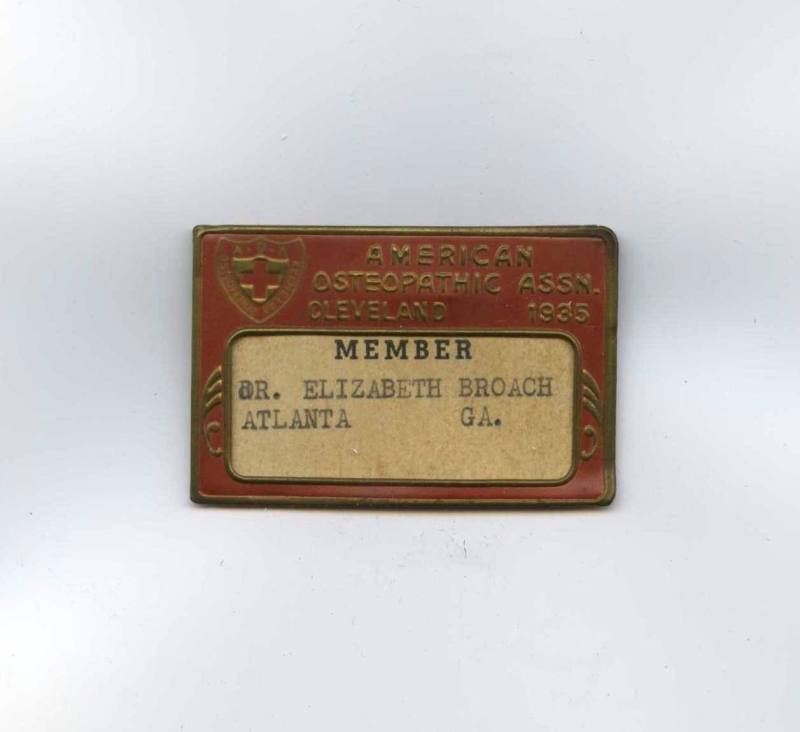 A·O·A
AMERICAN
OSTEOPATHIC ASSN.
CLEVELAND 1935
MEMBER
DR. ELIZABETH BROACH
ATLANTA GA.